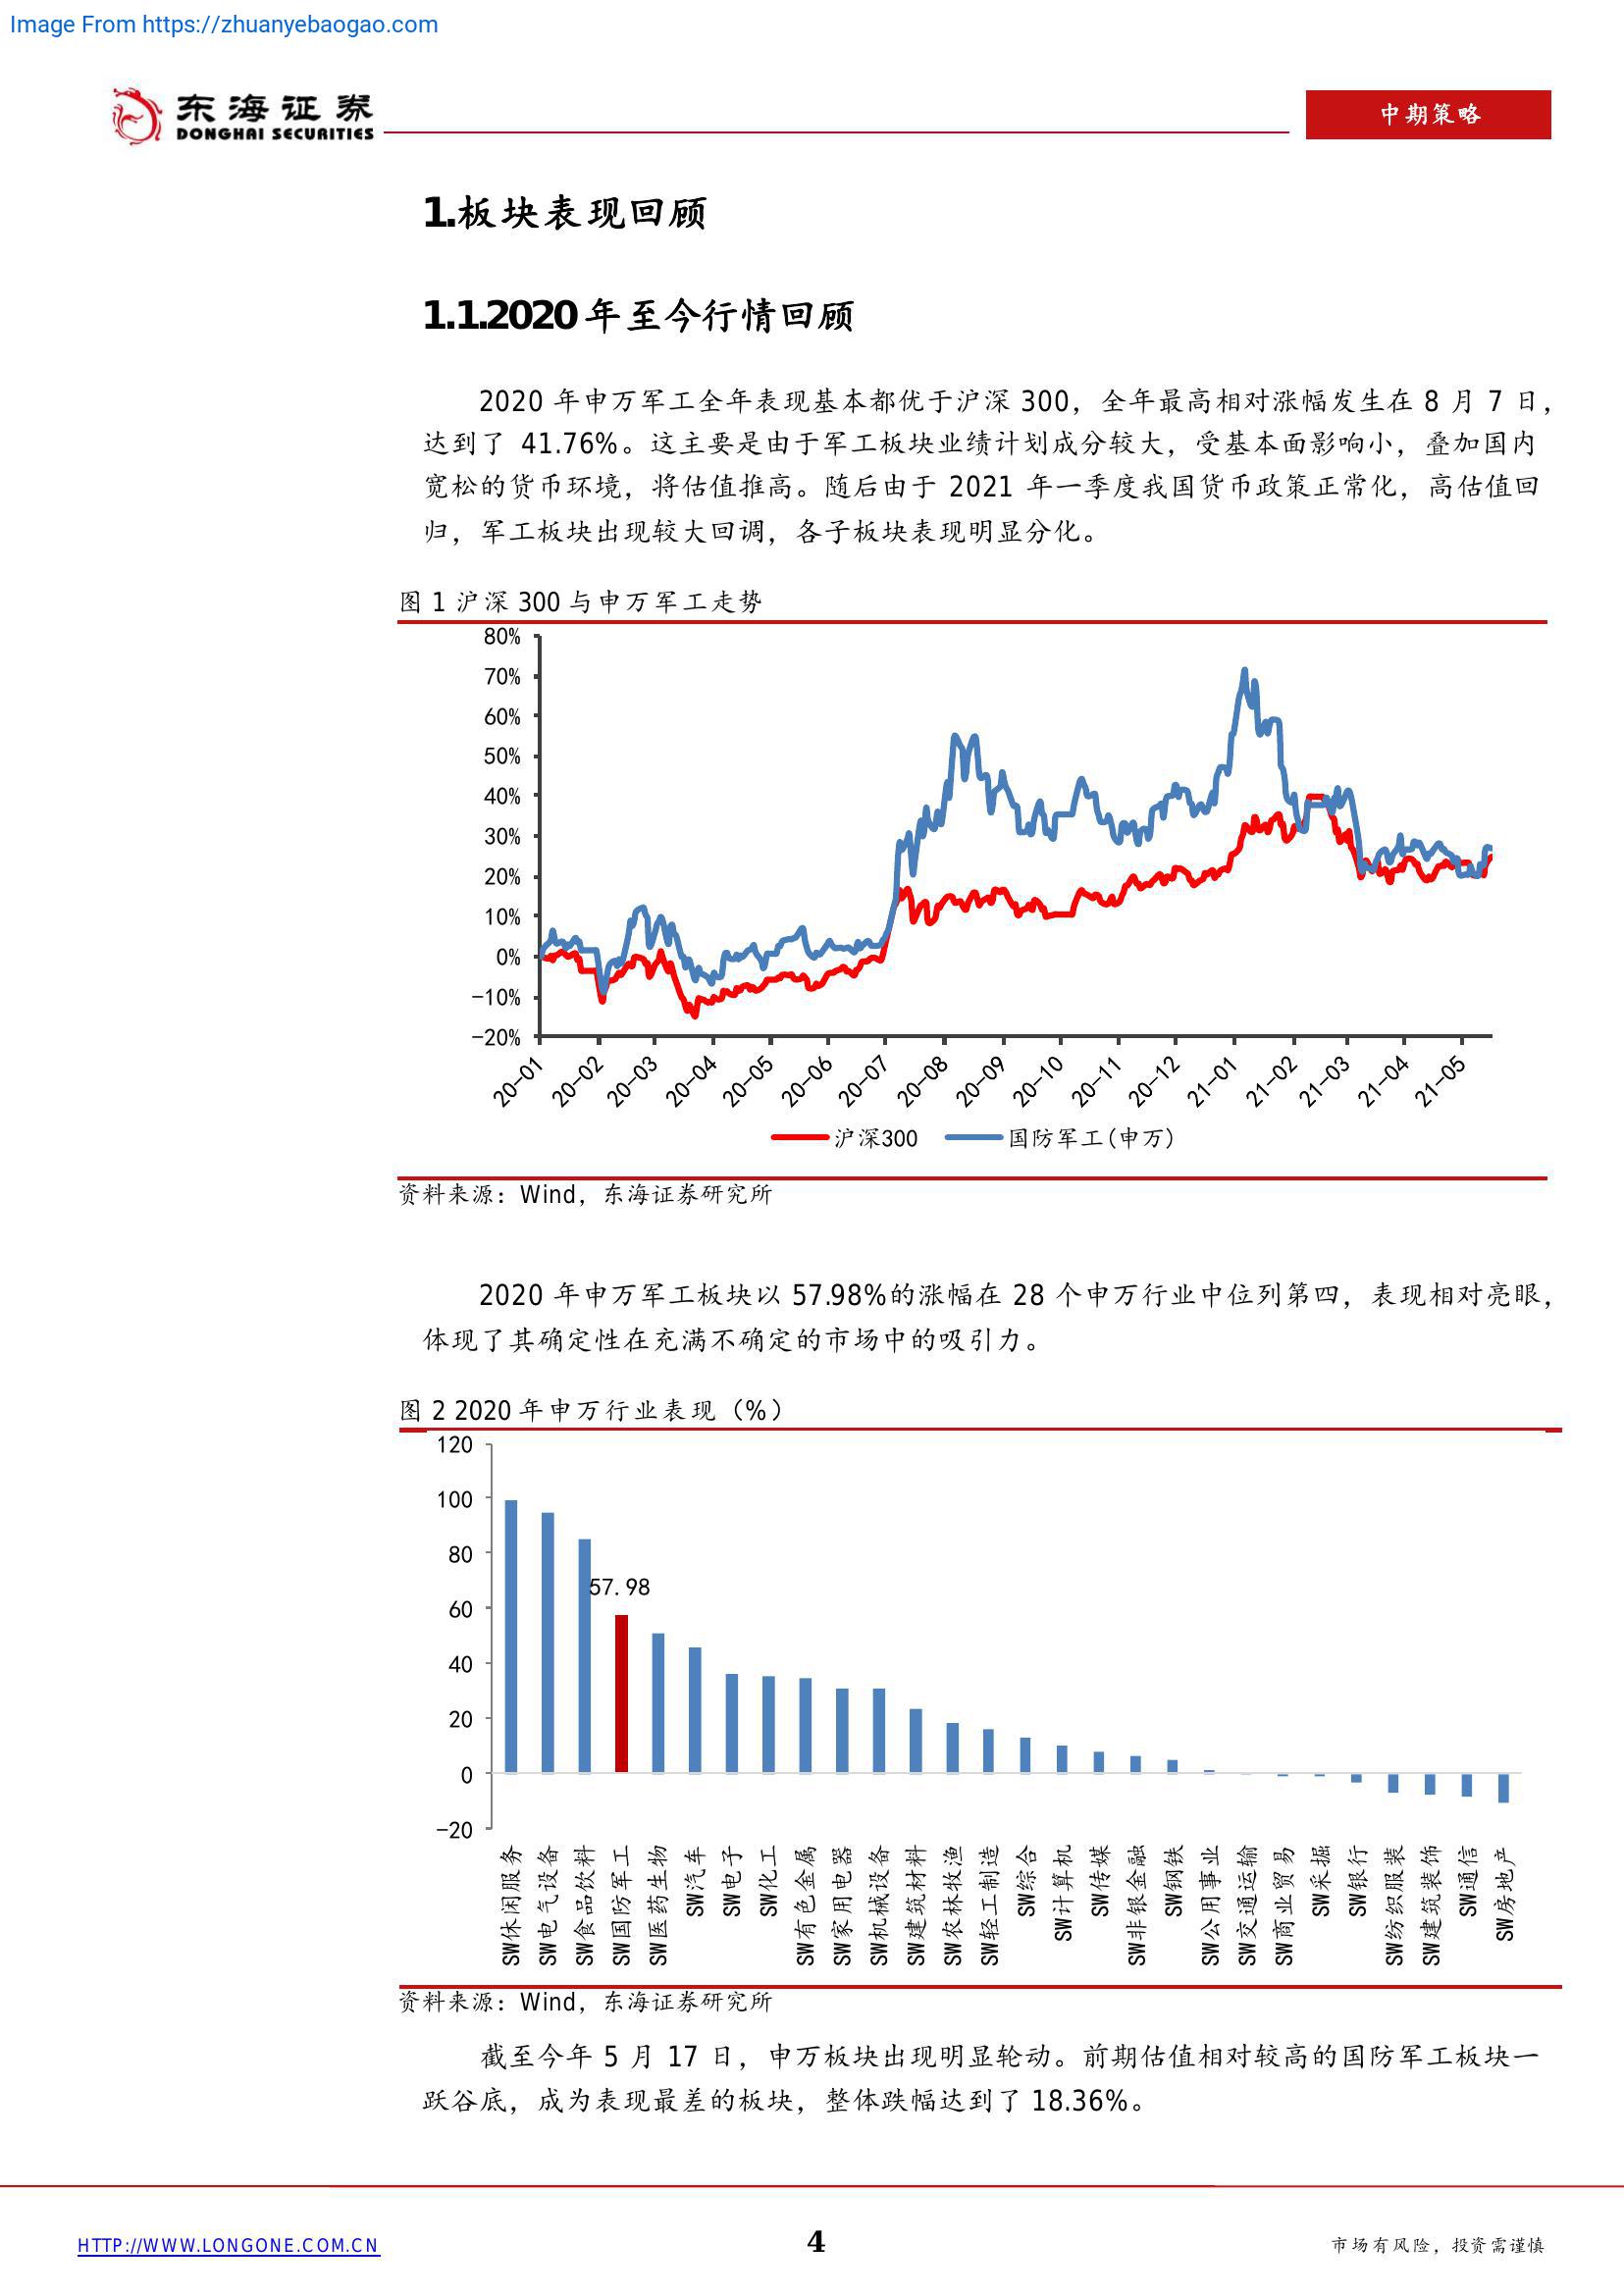 Image From https://zhuanyebaogao.com
东海证券
DONGHAI SECURITIES
中期策略
1.板块表现回顾
1.1.2020 年至今行情回顾
2020 年申万军工全年表现基本都优于沪深 300，全年最高相对涨幅发生在 8 月 7 日，
达到了 41.76%。这主要是由于军工板块业绩计划成分较大，受基本面影响小，叠加国内
宽松的货币环境，将估值推高。随后由于 2021 年一季度我国货币政策正常化，高估值回
归，军工板块出现较大回调，各子板块表现明显分化。
图 1 沪深 300 与申万军工走势
80%
70%
60%
50%
40%
30%
20%
10%
0%
-10%
-20%
20-01 20-02 20-03 20-04 20-05 20-06 20-07 20-08 20-09 20-10 20-11 20-12 21-01 21-02 21-03 21-04 21-05
沪深300 国防军工(申万)
资料来源：Wind，东海证券研究所
2020 年申万军工板块以 57.98%的涨幅在 28 个申万行业中位列第四，表现相对亮眼，
体现了其确定性在充满不确定的市场中的吸引力。
图 2 2020 年申万行业表现（%）
120
100
80
57.98
60
40
20
0
-20
SW休闲服务 SW电气设备 SW食品饮料 SW国防军工 SW医药生物 SW汽车 SW电子 SW化工 SW有色金属 SW家用电器 SW机械设备 SW建筑材料 SW农林牧渔 SW轻工制造 SW综合 SW计算机 SW传媒 SW非银金融 SW钢铁 SW公用事业 SW交通运输 SW商业贸易 SW采掘 SW银行 SW纺织服装 SW建筑装饰 SW通信 SW房地产
资料来源：Wind，东海证券研究所
截至今年 5 月 17 日，申万板块出现明显轮动。前期估值相对较高的国防军工板块一
跃谷底，成为表现最差的板块，整体跌幅达到了 18.36%。
HTTP://WWW.LONGONE.COM.CN 4 市场有风险，投资需谨慎